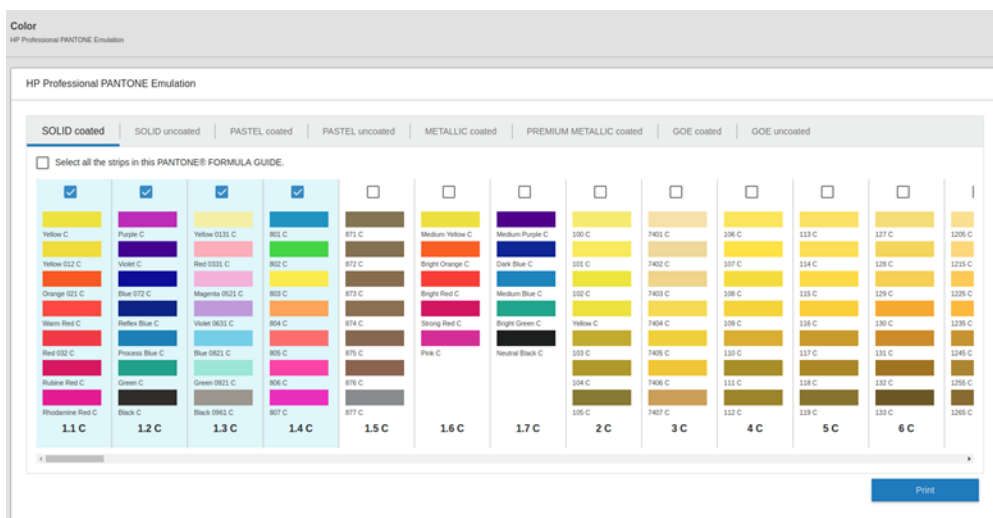 Color
HP Professional PANTONE Emulation
HP Professional PANTONE Emulation
SOLID coated SOLID uncoated PASTEL coated PASTEL uncoated METALLIC coated PREMIUM METALLIC coated GOE coated GOE uncoated
Select all the strips in this PANTONE® FORMULA GUIDE.
Yellow C Purple C Yellow 0131 C 801 C 871 C Medium Yellow C Medium Purple C 100 C 7401 C 106 C 113 C 127 C 1205 C
Yellow 012 C Violet C Red 0331 C 802 C 872 C Bright Orange C Dark Blue C 101 C 7402 C 107 C 114 C 128 C 1215 C
Orange 021 C Blue 072 C Magenta 0521 C 803 C 873 C Bright Red C Medium Blue C 102 C 7403 C 108 C 115 C 129 C 1225 C
Warm Red C Reflex Blue C Violet 0631 C 804 C 874 C Strong Red C Bright Green C Yellow C 7404 C 109 C 116 C 130 C 1235 C
Red 032 C Process Blue C Blue 0821 C 805 C 875 C Pink C Neutral Black C 103 C 7405 C 110 C 117 C 131 C 1245 C
Rubine Red C Green C Green 0921 C 806 C 876 C 104 C 7406 C 111 C 118 C 132 C 1255 C
Rhodamine Red C Black C Black 0961 C 807 C 877 C 105 C 7407 C 112 C 119 C 133 C 1265 C
1.1 C 1.2 C 1.3 C 1.4 C 1.5 C 1.6 C 1.7 C 2 C 3 C 4 C 5 C 6 C
Print